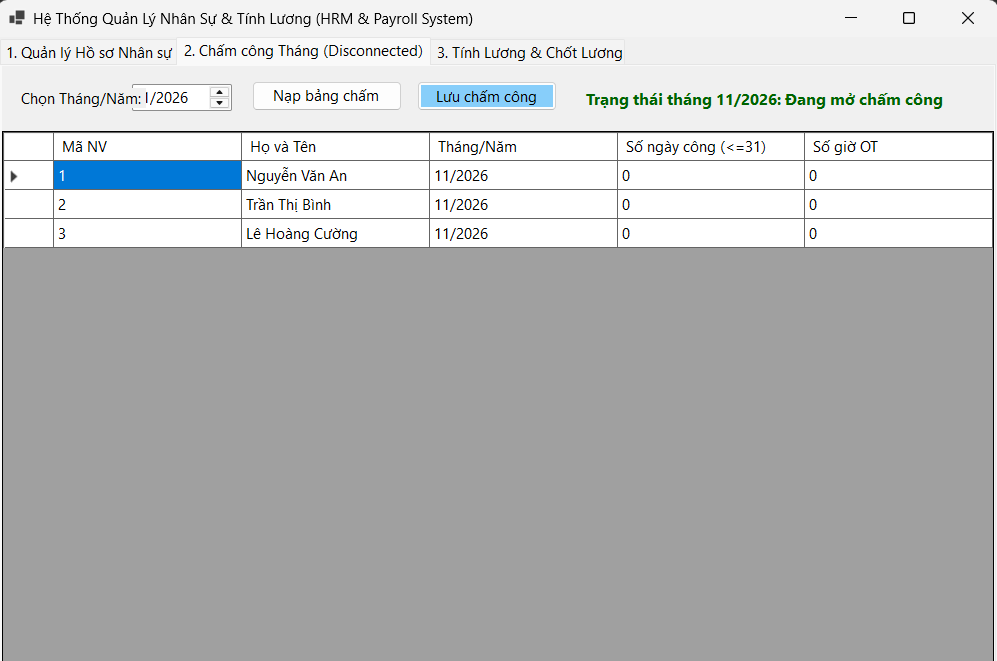 Hệ Thống Quản Lý Nhân Sự & Tính Lương (HRM & Payroll System)
1. Quản lý Hồ sơ Nhân sự 2. Chấm công Tháng (Disconnected) 3. Tính Lương & Chốt Lương
Chọn Tháng/Năm: /2026 Nạp bảng chấm Lưu chấm công Trạng thái tháng 11/2026: Đang mở chấm công
Mã NV Họ và Tên Tháng/Năm Số ngày công (<=31) Số giờ OT
1 Nguyễn Văn An 11/2026 0 0
2 Trần Thị Bình 11/2026 0 0
3 Lê Hoàng Cường 11/2026 0 0